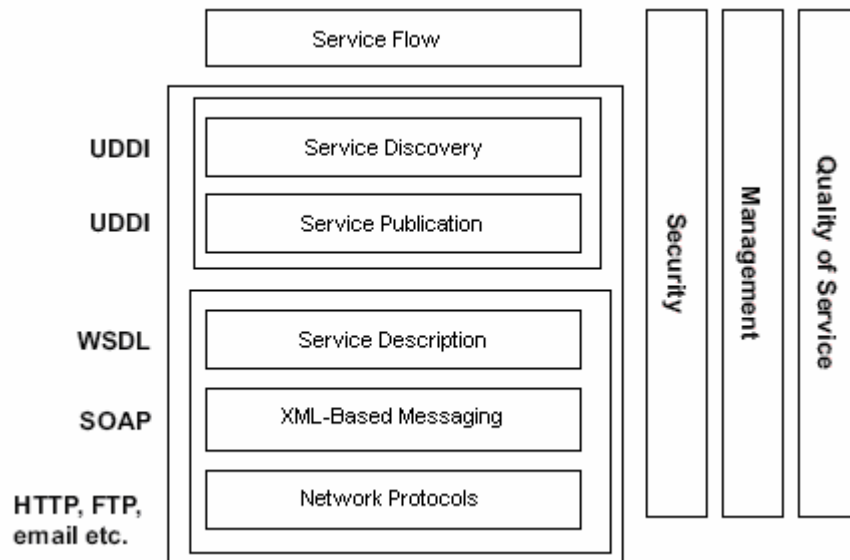 Service Flow
UDDI
Service Discovery
UDDI
Service Publication
WSDL
Service Description
SOAP
XML-Based Messaging
HTTP, FTP,
email etc.
Network Protocols
Security
Management
Quality of Service